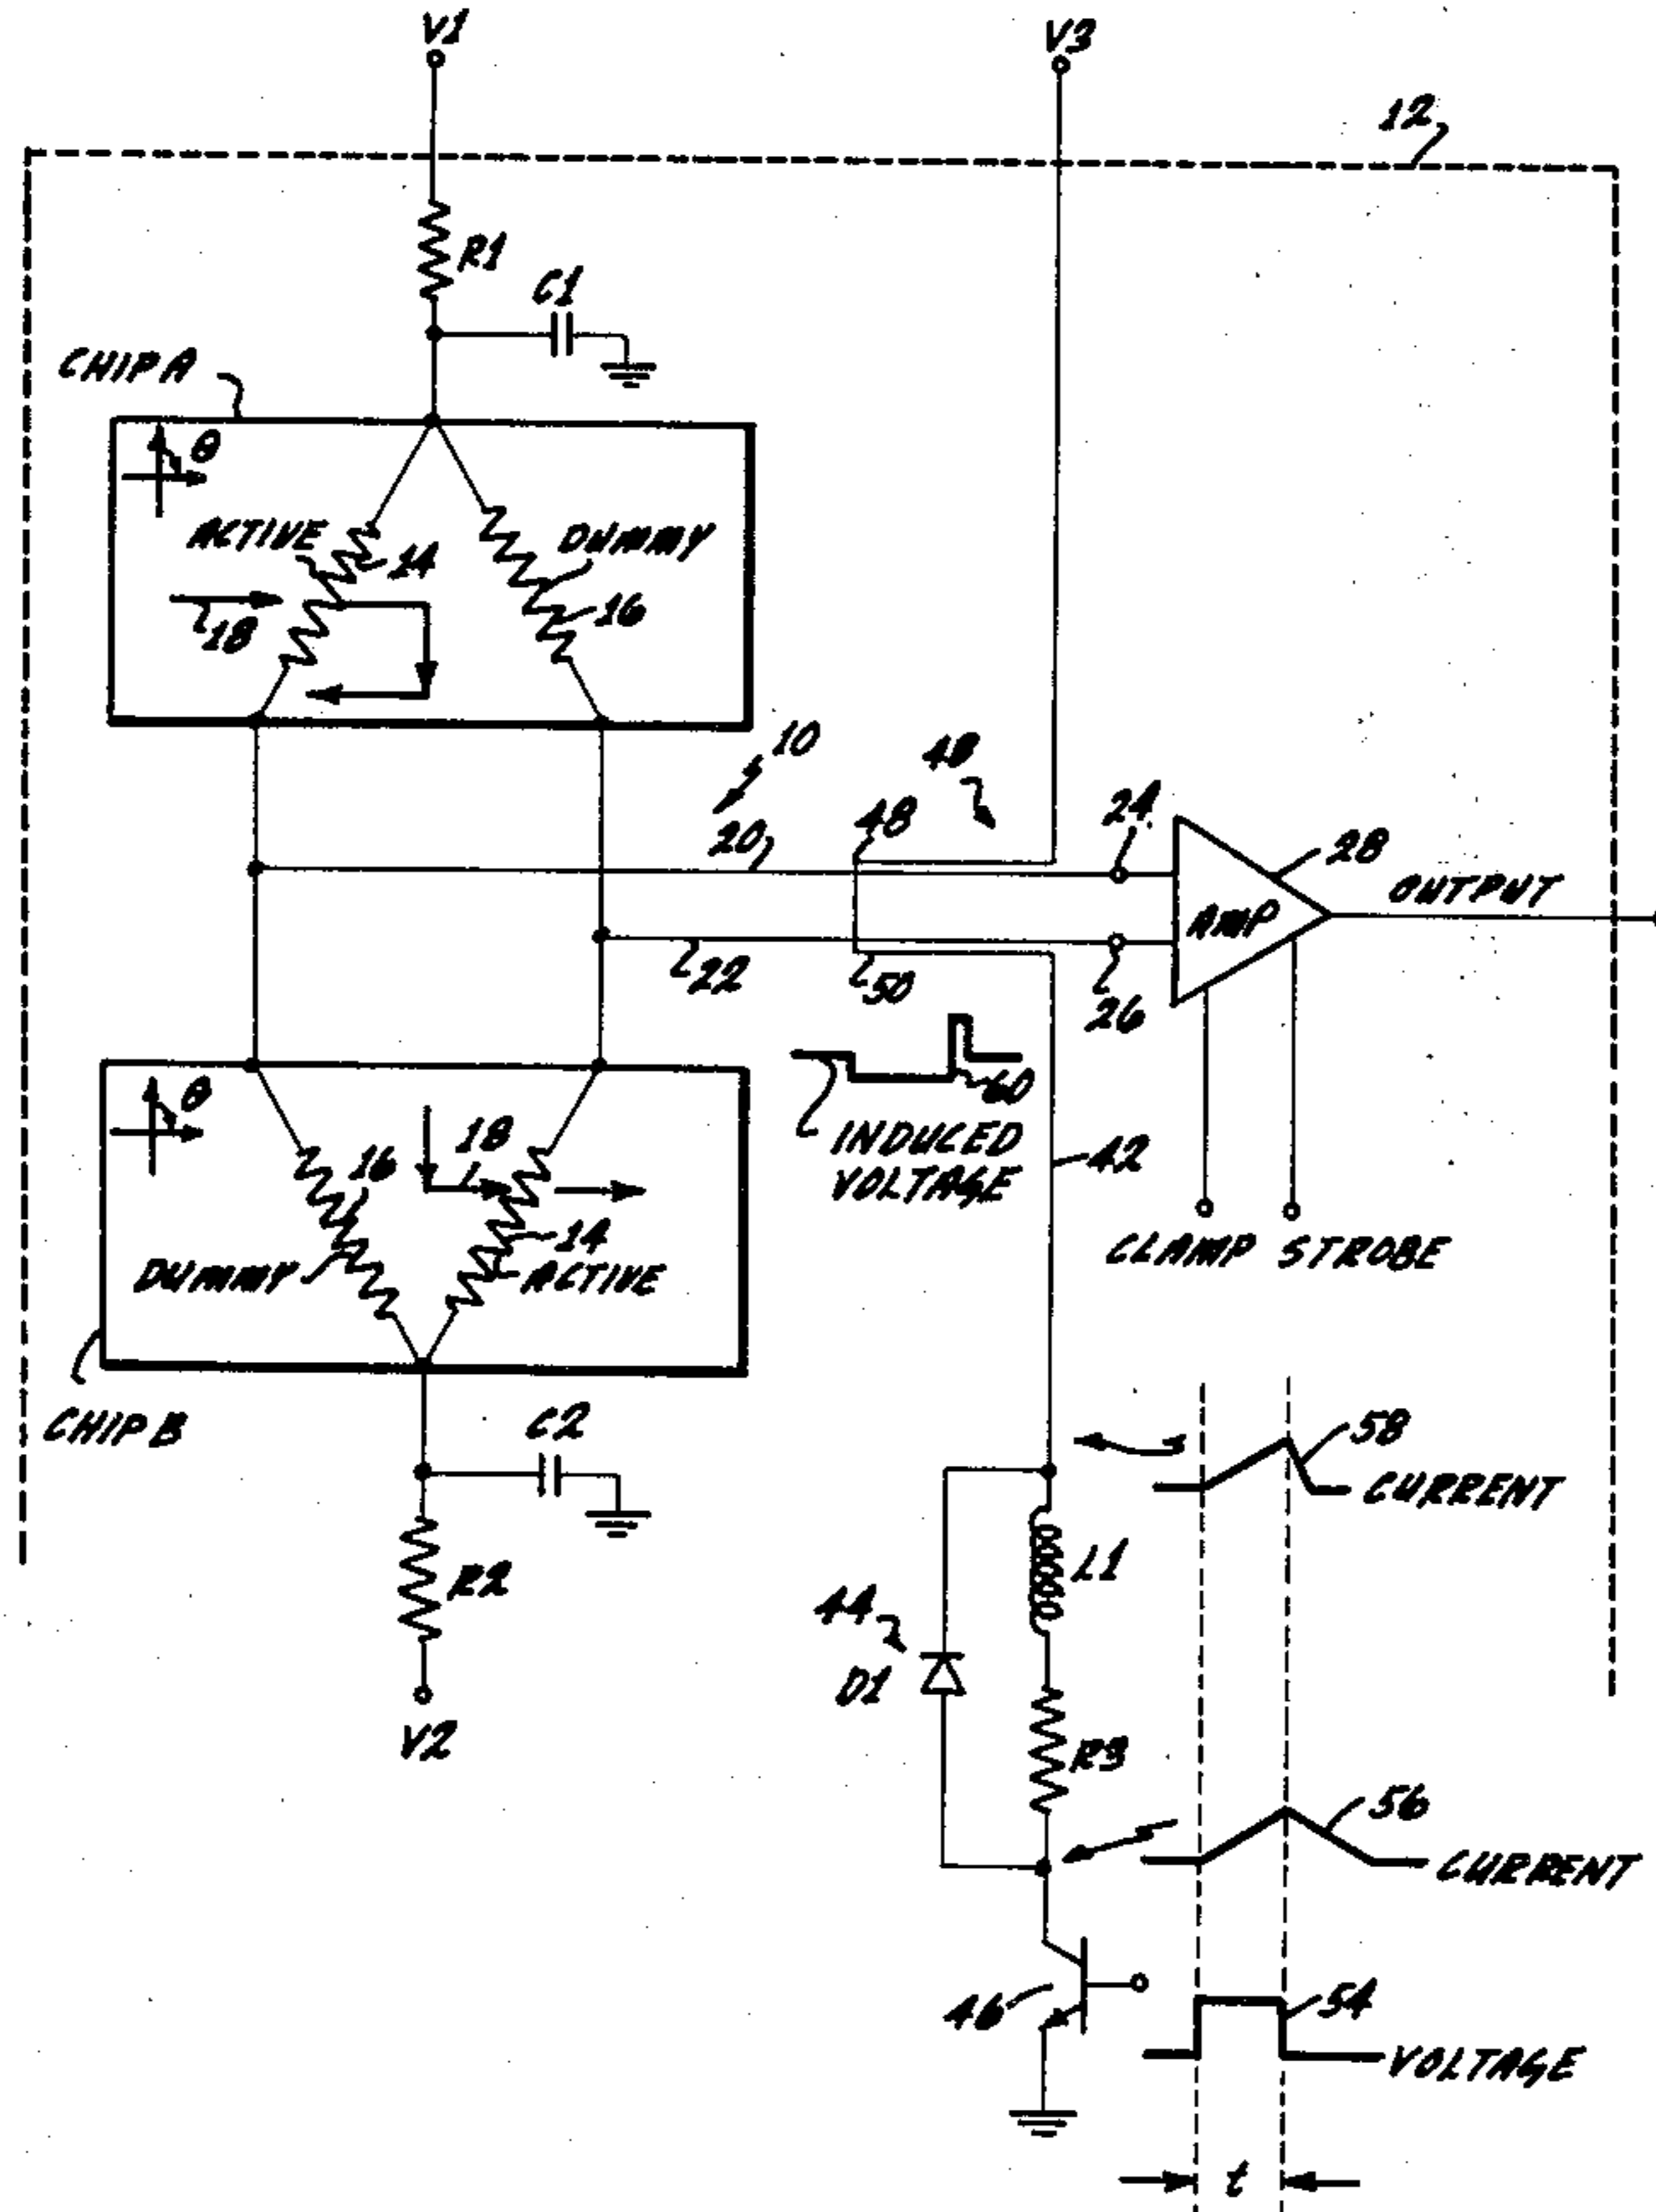 V1
V3
12
R1
C1
CHIP A
θ
ACTIVE
14
DUMMY
16
18
10
40
20
48
24
28
OUTPUT
AMP
22
50
26
60
INDUCED
VOLTAGE
42
CLAMP STROBE
θ
16
18
14
DUMMY
ACTIVE
CHIP B
C2
58
CURRENT
R2
L1
44
D1
V2
R3
56
CURRENT
46
54
VOLTAGE
t